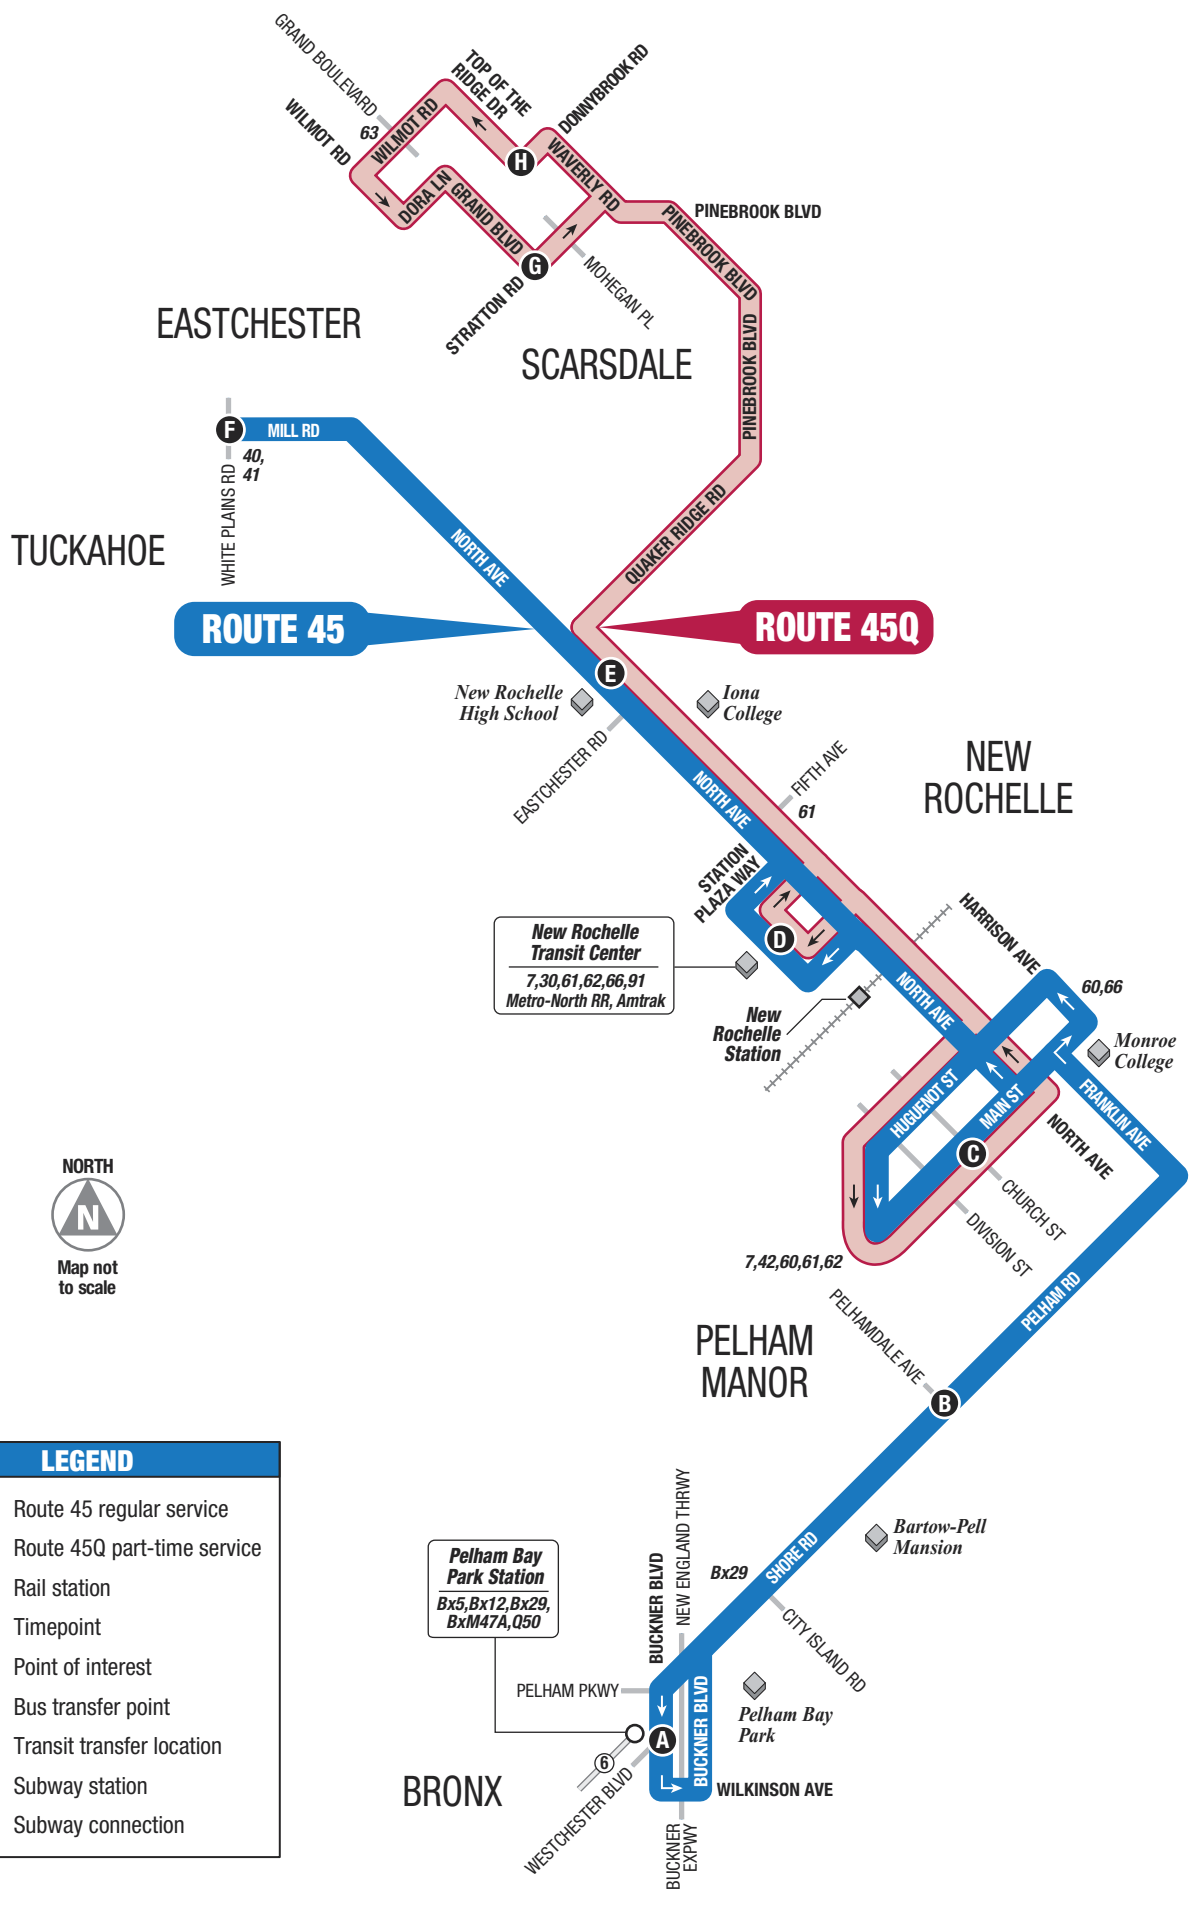 GRAND BOULEVARD
TOP OF THE
RIDGE DR
DONNYBROOK RD
WILMOT RD
63
WILMOT RD
H
WAVERLY RD
DORA LN
GRAND BLVD
PINEBROOK BLVD
PINEBROOK BLVD
G
STRATTON RD
MOHEGAN PL
EASTCHESTER
SCARSDALE
PINEBROOK BLVD
F
MILL RD
40,
41
WHITE PLAINS RD
TUCKAHOE
NORTH AVE
QUAKER RIDGE RD
ROUTE 45
ROUTE 45Q
E
New Rochelle
High School
Iona
College
EASTCHESTER RD
NORTH AVE
FIFTH AVE
61
NEW
ROCHELLE
STATION
PLAZA WAY
D
New Rochelle
Transit Center
7,30,61,62,66,91
Metro-North RR, Amtrak
New
Rochelle
Station
NORTH AVE
HARRISON AVE
60,66
Monroe
College
HUGUENOT ST
MAIN ST
FRANKLIN AVE
NORTH AVE
C
CHURCH ST
DIVISION ST
7,42,60,61,62
NORTH
N
Map not
to scale
PELHAM RD
PELHAMDALE AVE
PELHAM
MANOR
B
LEGEND
Route 45 regular service
Route 45Q part-time service
Rail station
Timepoint
Point of interest
Bus transfer point
Transit transfer location
Subway station
Subway connection
Pelham Bay
Park Station
Bx5,Bx12,Bx29,
BxM47A,Q50
BUCKNER BLVD
NEW ENGLAND THRWY
Bx29
SHORE RD
Bartow-Pell
Mansion
CITY ISLAND RD
PELHAM PKWY
BUCKNER BLVD
Pelham Bay
Park
A
6
WESTCHESTER BLVD
BRONX
WILKINSON AVE
BUCKNER
EXPWY